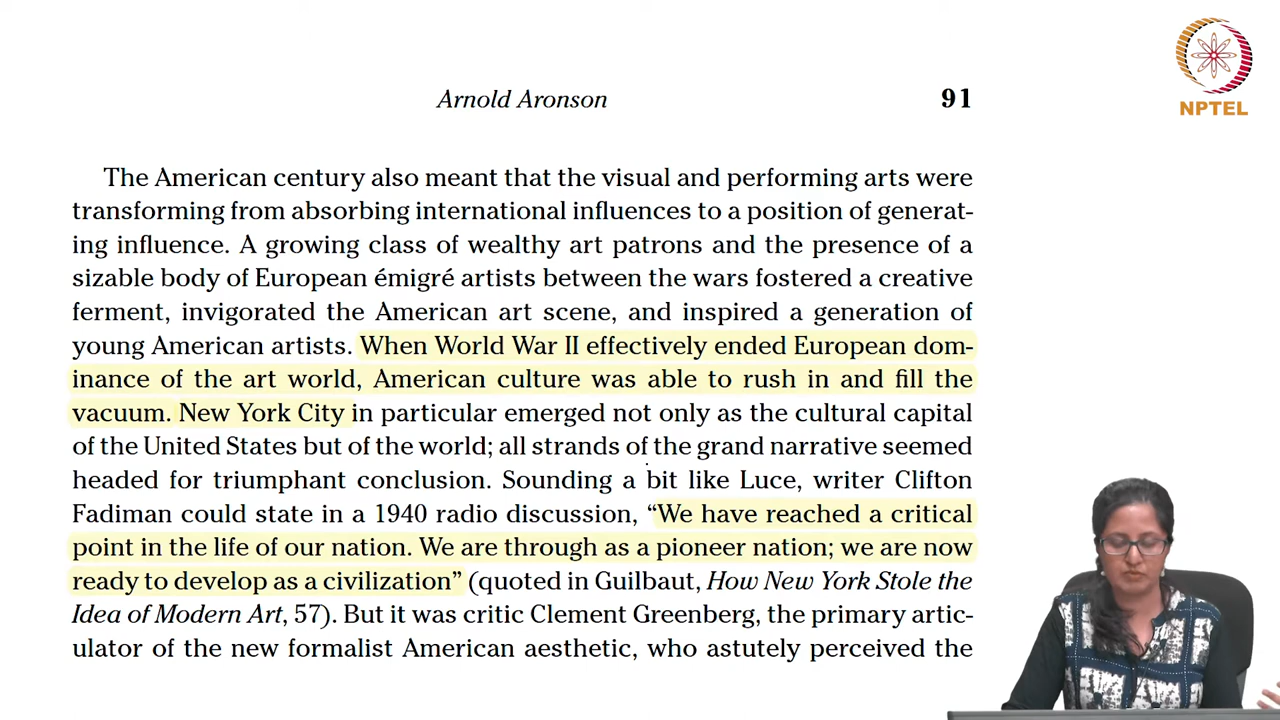 NPTEL
Arnold Aronson 91
The American century also meant that the visual and performing arts were
transforming from absorbing international influences to a position of generat-
ing influence. A growing class of wealthy art patrons and the presence of a
sizable body of European émigré artists between the wars fostered a creative
ferment, invigorated the American art scene, and inspired a generation of
young American artists. When World War II effectively ended European dom-
inance of the art world, American culture was able to rush in and fill the
vacuum. New York City in particular emerged not only as the cultural capital
of the United States but of the world; all strands of the grand narrative seemed
headed for triumphant conclusion. Sounding a bit like Luce, writer Clifton
Fadiman could state in a 1940 radio discussion, “We have reached a critical
point in the life of our nation. We are through as a pioneer nation; we are now
ready to develop as a civilization” (quoted in Guilbaut, How New York Stole the
Idea of Modern Art, 57). But it was critic Clement Greenberg, the primary artic-
ulator of the new formalist American aesthetic, who astutely perceived the